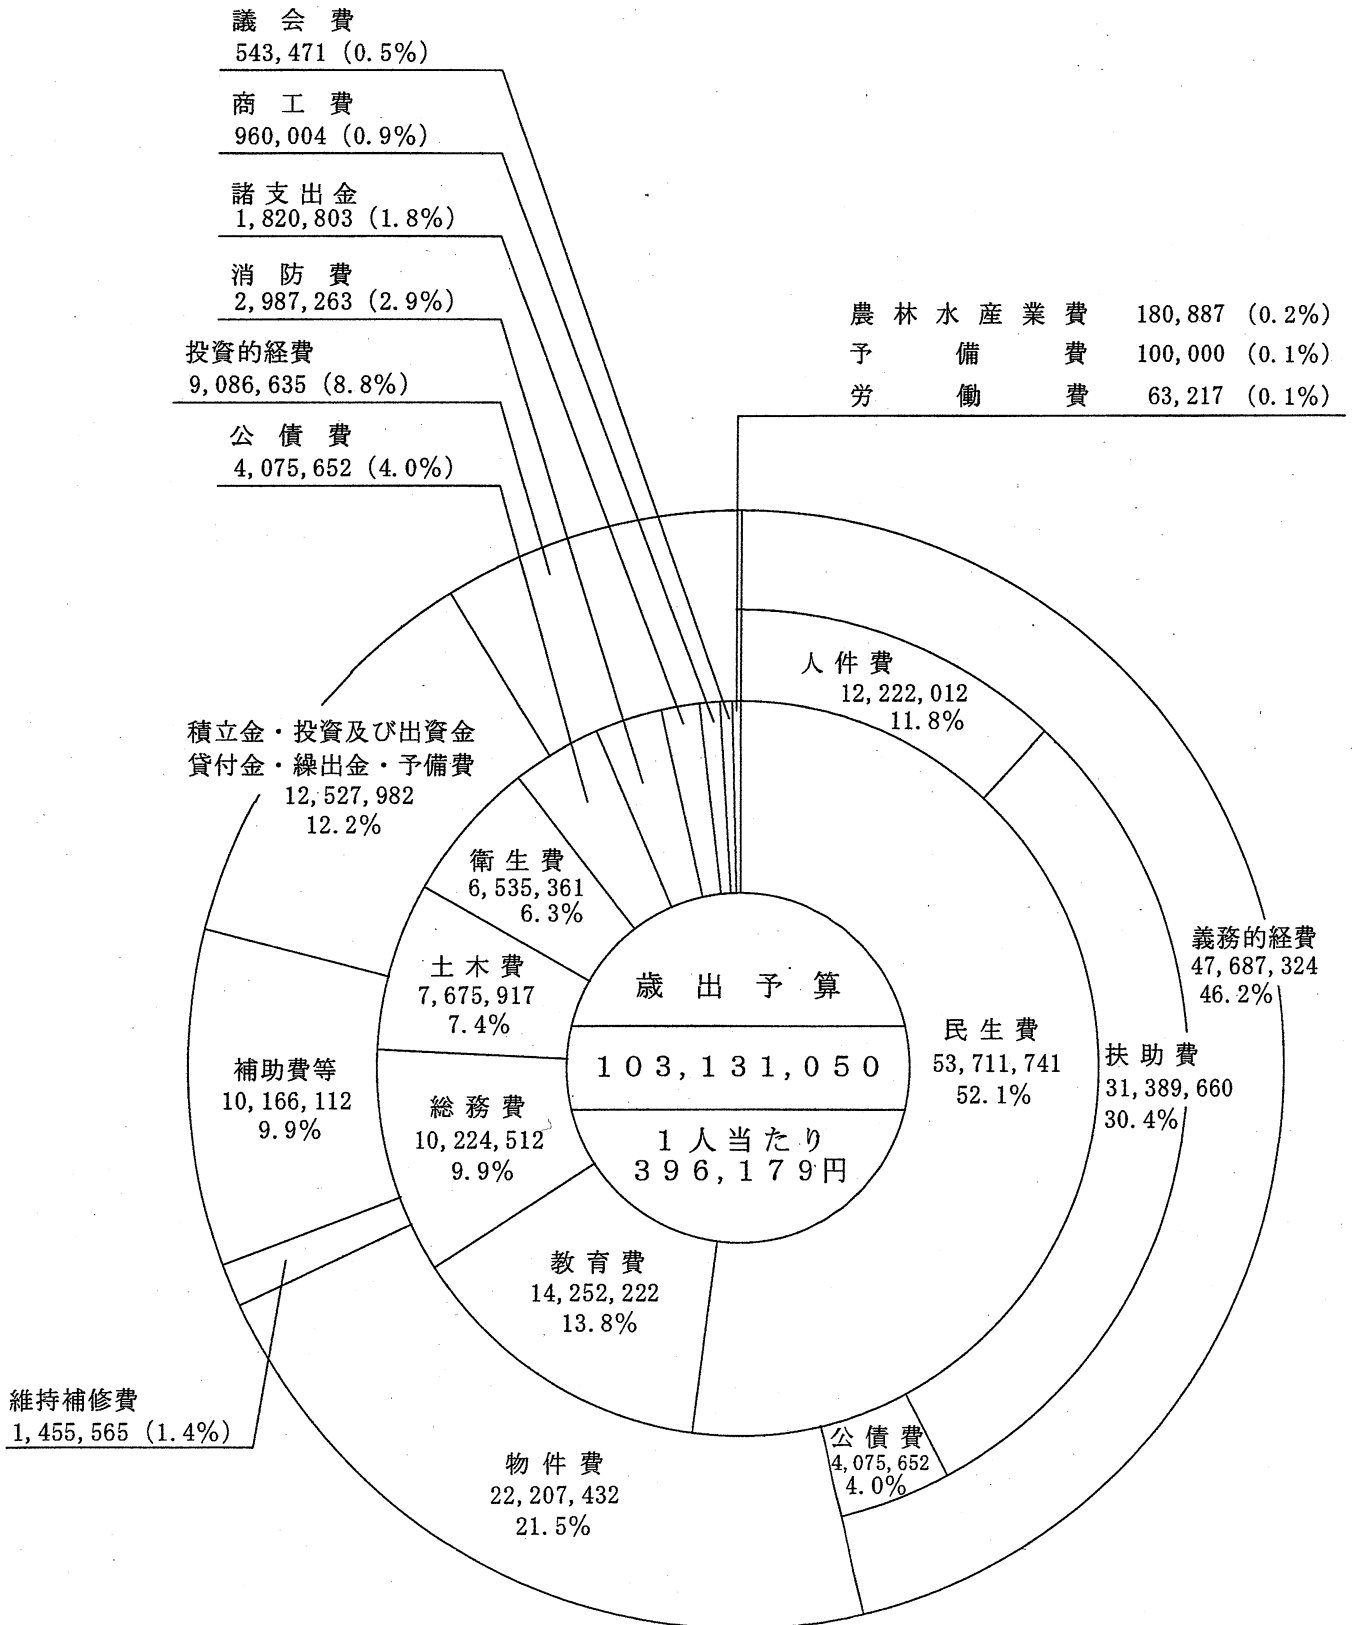 議会費
543,471 (0.5%)
商工費
960,004 (0.9%)
諸支出金
1,820,803 (1.8%)
消防費
2,987,263 (2.9%)
投資的経費
9,086,635 (8.8%)
公債費
4,075,652 (4.0%)
農林水産業費 180,887 (0.2%)
予備費 100,000 (0.1%)
労働費 63,217 (0.1%)
人件費
12,222,012
11.8%
積立金・投資及び出資金
貸付金・繰出金・予備費
12,527,982
12.2%
衛生費
6,535,361
6.3%
土木費
7,675,917
7.4%
歳出予算
103,131,050
1人当たり
396,179円
民生費
53,711,741
52.1%
扶助費
31,389,660
30.4%
義務的経費
47,687,324
46.2%
補助費等
10,166,112
9.9%
総務費
10,224,512
9.9%
教育費
14,252,222
13.8%
維持補修費
1,455,565 (1.4%)
物件費
22,207,432
21.5%
公債費
4,075,652
4.0%